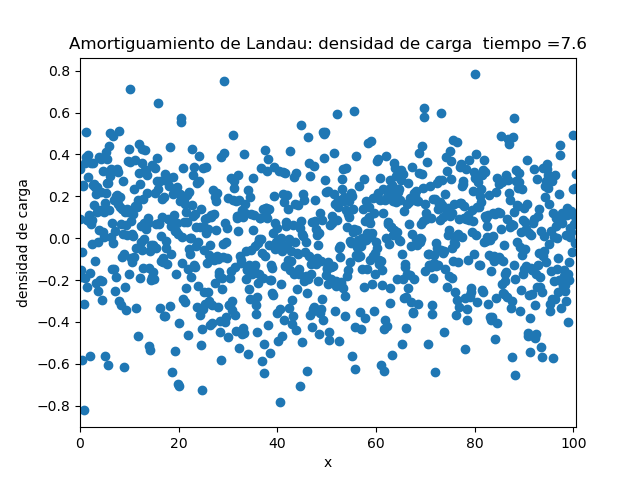 Amortiguamiento de Landau: densidad de carga  tiempo =7.6
densidad de carga
0.8
0.6
0.4
0.2
0.0
−0.2
−0.4
−0.6
−0.8
0 20 40 60 80 100
x